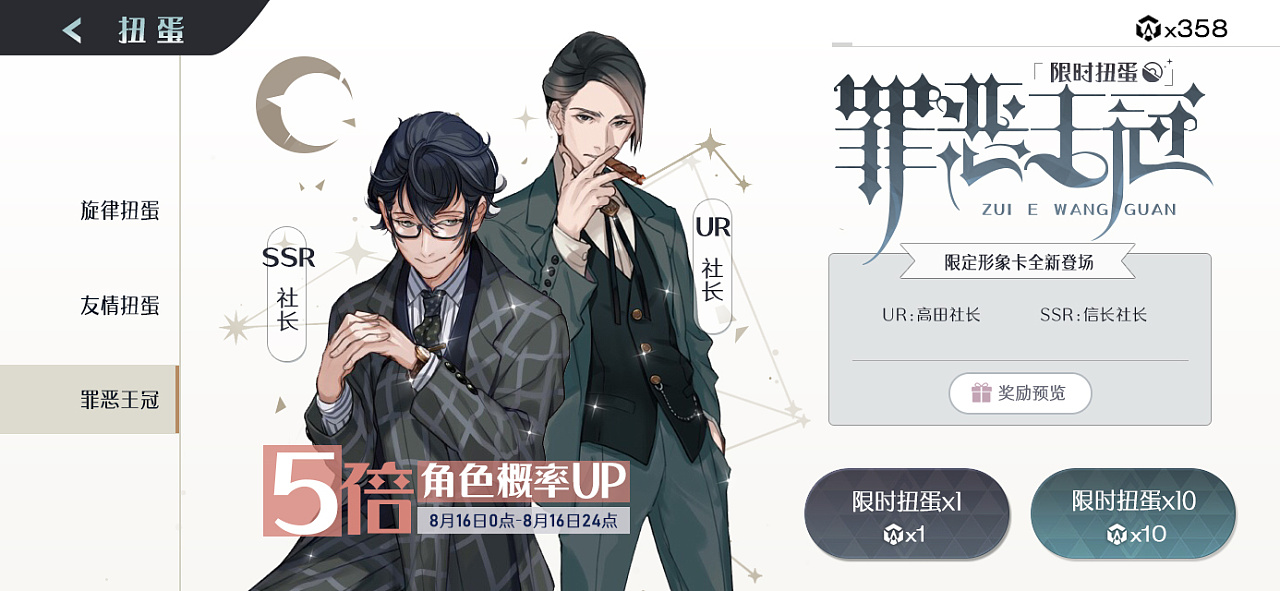 扭蛋
x358
旋律扭蛋
友情扭蛋
罪恶王冠
SSR
社长
UR
社长
5倍
角色概率UP
8月16日0点-8月16日24点
「限时扭蛋」
罪恶王冠
ZUI E WANG GUAN
限定形象卡全新登场
UR:高田社长
SSR:信长社长
奖励预览
限时扭蛋x1
x1
限时扭蛋x10
x10